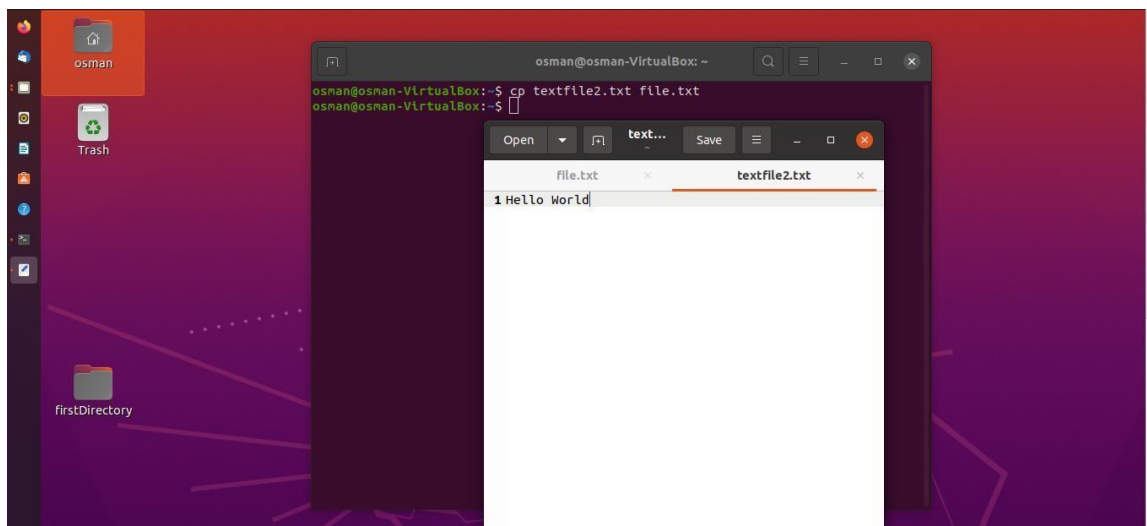 osman
Trash
firstDirectory
osman@osman-VirtualBox: ~
osman@osman-VirtualBox:~$ cp textfile2.txt file.txt
osman@osman-VirtualBox:~$
Open text... Save
~
file.txt textfile2.txt
1 Hello World